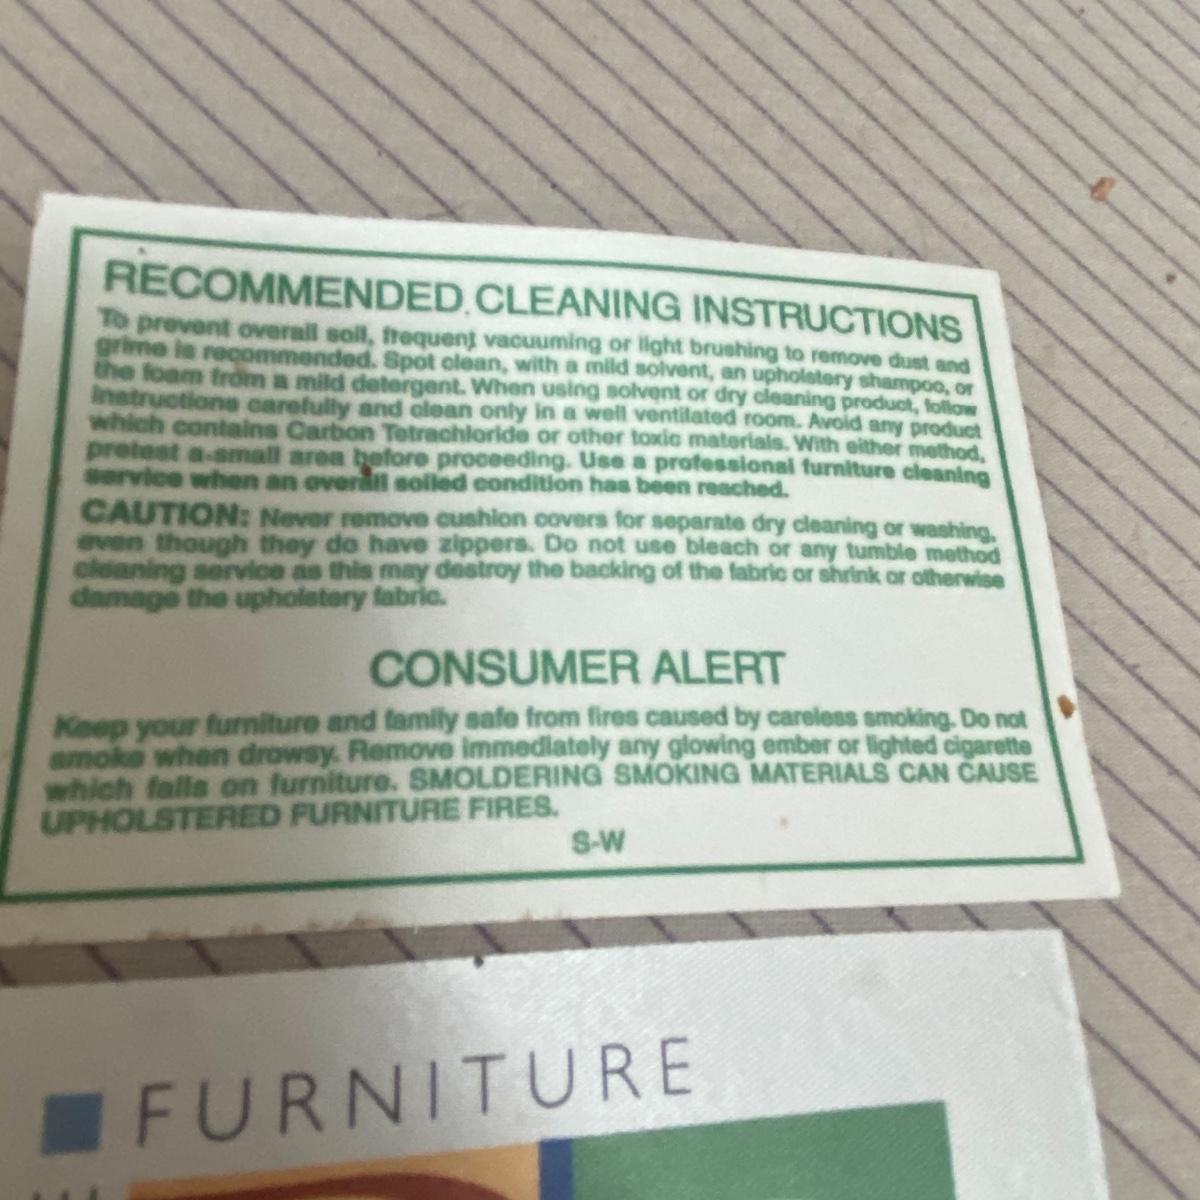 RECOMMENDED CLEANING INSTRUCTIONS
To prevent overall soil, frequent vacuuming or light brushing to remove dust and
grime is recommended. Spot clean, with a mild solvent, an upholstery shampoo, or
the foam from a mild detergent. When using solvent or dry cleaning product, follow
instructions carefully and clean only in a well ventilated room. Avoid any product
which contains Carbon Tetrachloride or other toxic materials. With either method,
pretest a small area before proceeding. Use a professional furniture cleaning
service when an overall soiled condition has been reached.
CAUTION: Never remove cushion covers for separate dry cleaning or washing,
even though they do have zippers. Do not use bleach or any tumble method
cleaning service as this may destroy the backing of the fabric or shrink or otherwise
damage the upholstery fabric.
CONSUMER ALERT
Keep your furniture and family safe from fires caused by careless smoking. Do not
smoke when drowsy. Remove immediately any glowing ember or lighted cigarette
which falls on furniture. SMOLDERING SMOKING MATERIALS CAN CAUSE
UPHOLSTERED FURNITURE FIRES.
S-W
FURNITURE